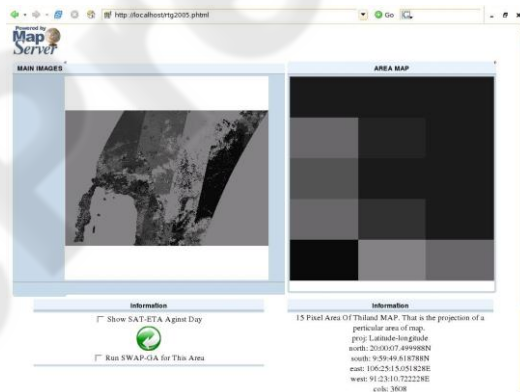 http://localhost/rtg2005.phtml
Go
Powered by
Map
Server
MAIN IMAGES
AREA MAP
Information
Show SAT-ETA Aginst Day
Run SWAP-GA for This Area
Information
15 Pixel Area Of Thiland MAP. That is the projection of a
perticular area of map.
proj: Latitude-longitude
north: 20:00:07.499988N
south: 9:59:49.618788N
east: 106:25:15.051828E
west: 91:23:10.722228E
cols: 3608